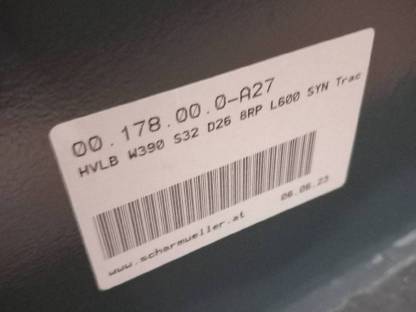 00.178.00.0-A27
HVLB W390 S32 D26 8RP L600 SYN Trac
06.06.23
www.scharmueller.at